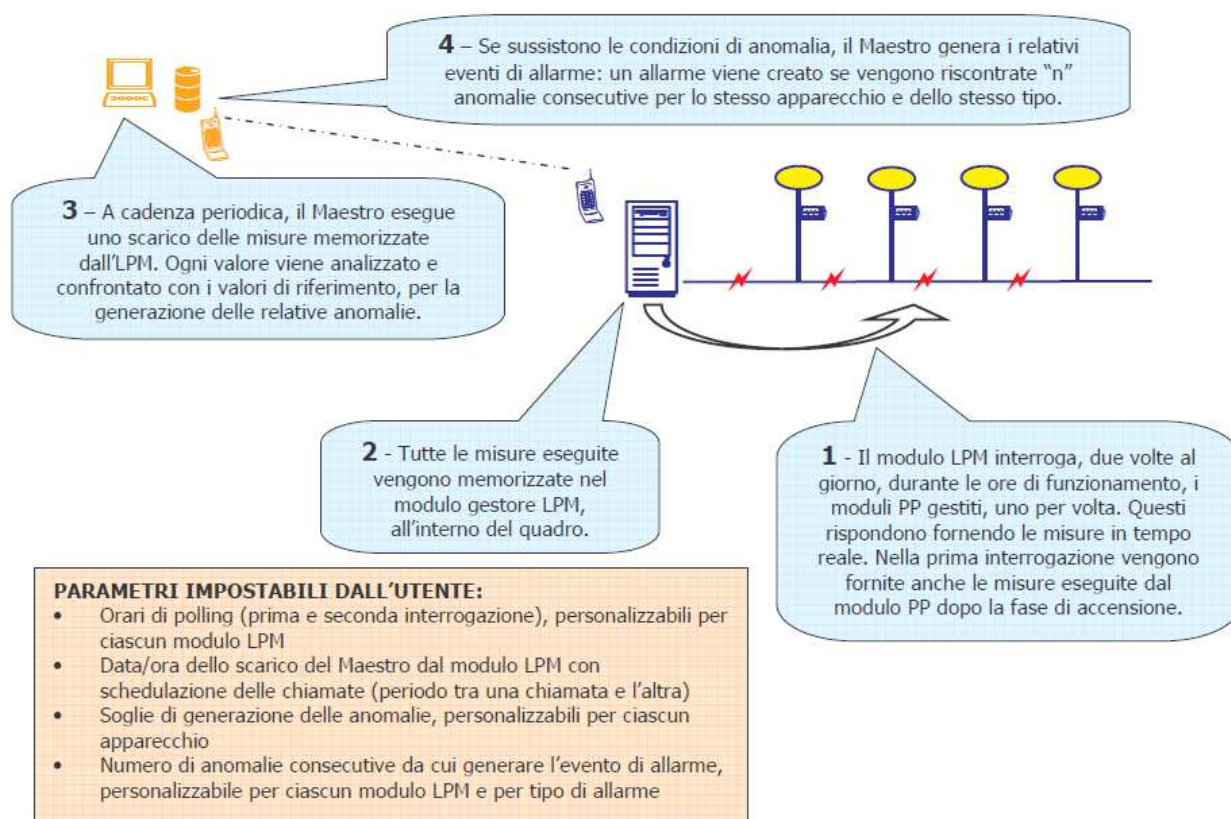 4 – Se sussistono le condizioni di anomalia, il Maestro genera i relativi
eventi di allarme: un allarme viene creato se vengono riscontrate “n”
anomalie consecutive per lo stesso apparecchio e dello stesso tipo.
3 – A cadenza periodica, il Maestro esegue
uno scarico delle misure memorizzate
dall’LPM. Ogni valore viene analizzato e
confrontato con i valori di riferimento, per la
generazione delle relative anomalie.
2 - Tutte le misure eseguite
vengono memorizzate nel
modulo gestore LPM,
all’interno del quadro.
1 - Il modulo LPM interroga, due volte al
giorno, durante le ore di funzionamento, i
moduli PP gestiti, uno per volta. Questi
rispondono fornendo le misure in tempo
reale. Nella prima interrogazione vengono
fornite anche le misure eseguite dal
modulo PP dopo la fase di accensione.
PARAMETRI IMPOSTABILI DALL’UTENTE:
• Orari di polling (prima e seconda interrogazione), personalizzabili per
ciascun modulo LPM
• Data/ora dello scarico del Maestro dal modulo LPM con
schedulazione delle chiamate (periodo tra una chiamata e l’altra)
• Soglie di generazione delle anomalie, personalizzabili per ciascun
apparecchio
• Numero di anomalie consecutive da cui generare l’evento di allarme,
personalizzabile per ciascun modulo LPM e per tipo di allarme